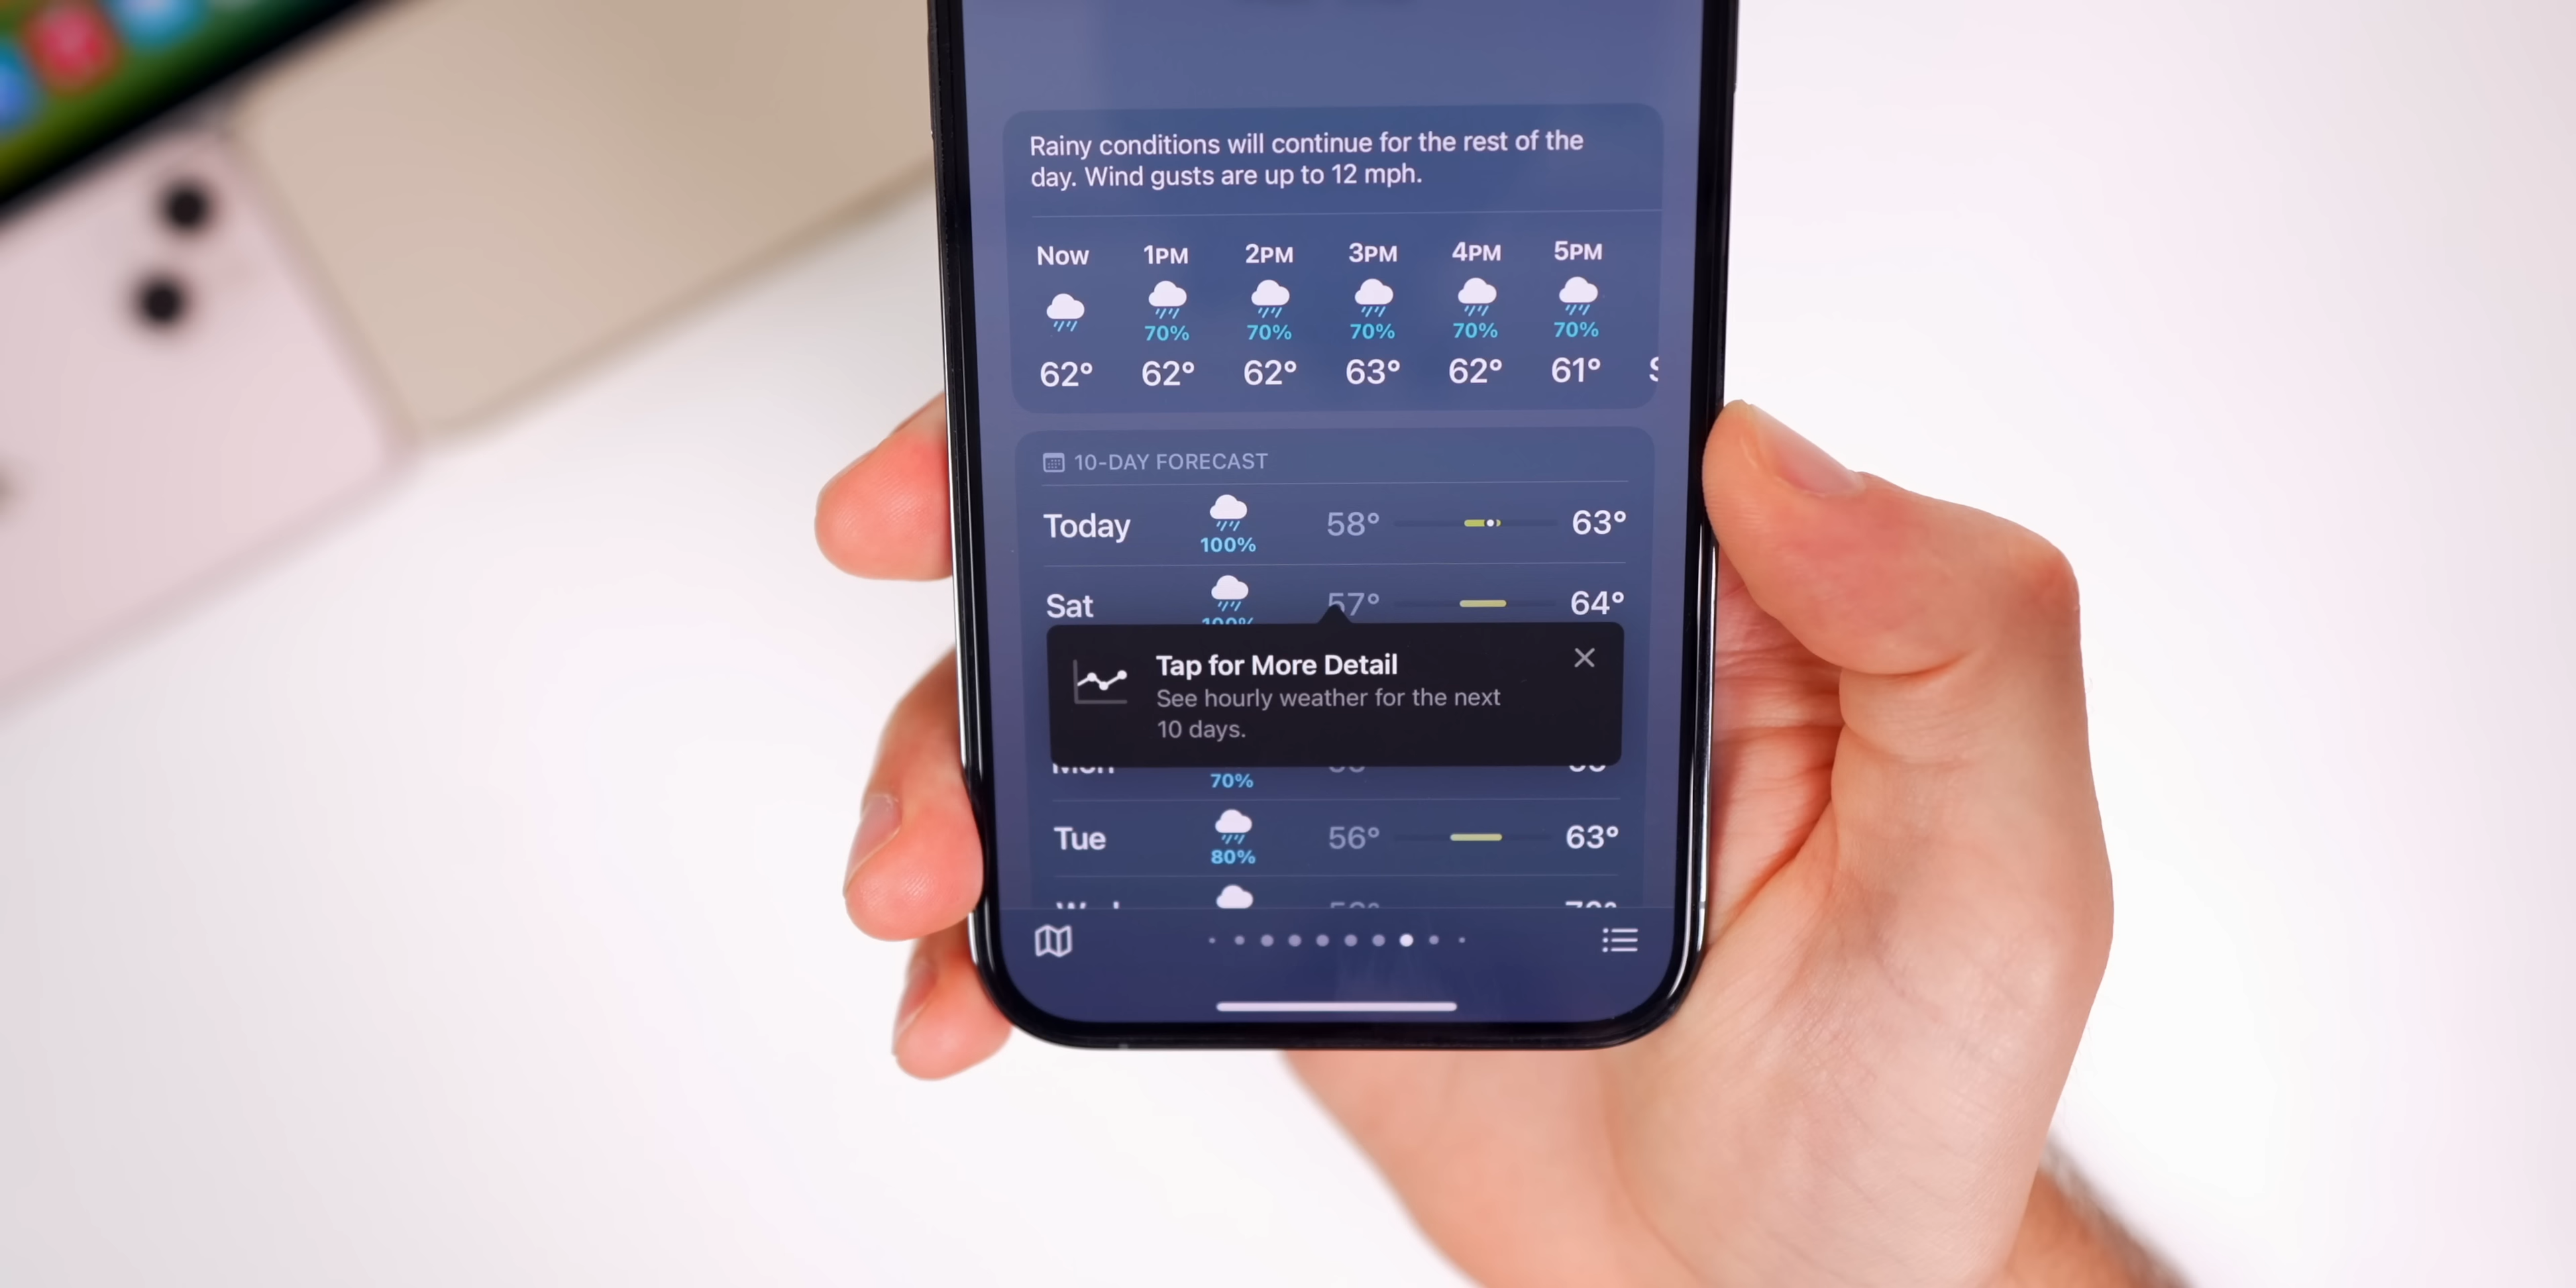 Rainy conditions will continue for the rest of the
day. Wind gusts are up to 12 mph.
Now 1PM 2PM 3PM 4PM 5PM
70% 70% 70% 70% 70%
62° 62° 62° 63° 62° 61°
10-DAY FORECAST
Today 58° 63°
100%
Sat 57° 64°
100%
Tap for More Detail
See hourly weather for the next
10 days.
Mon
70%
Tue 56° 63°
80%